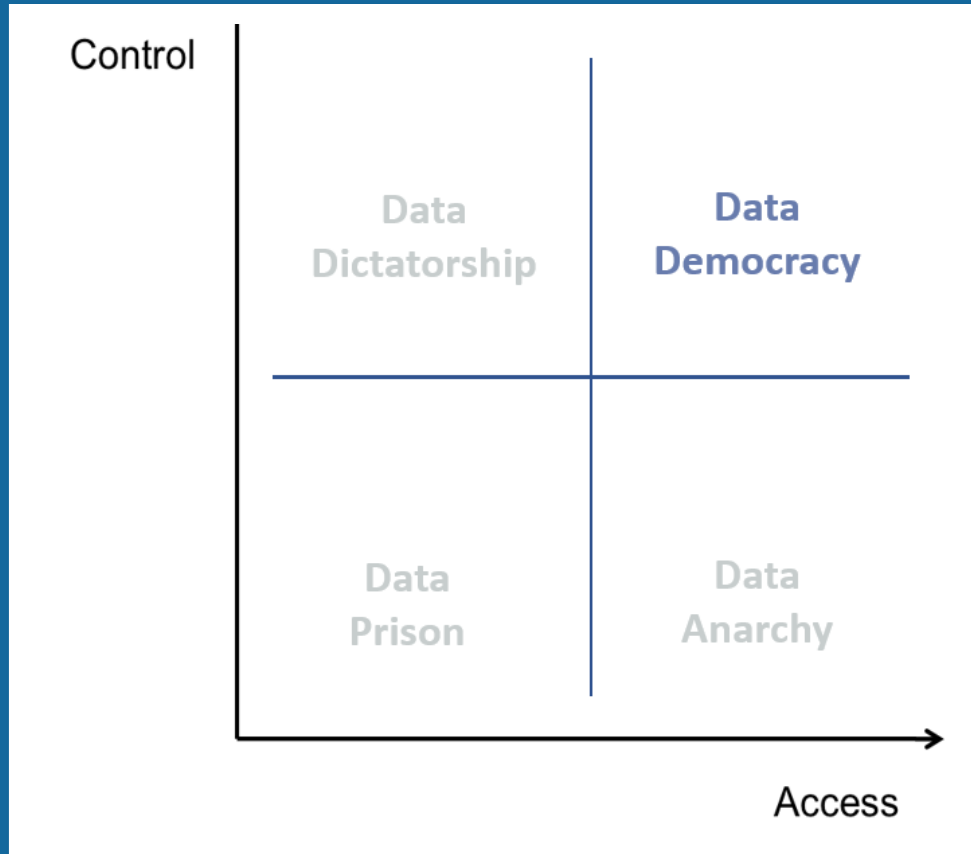 Control
Data
Dictatorship
Data
Democracy
Data
Prison
Data
Anarchy
Access